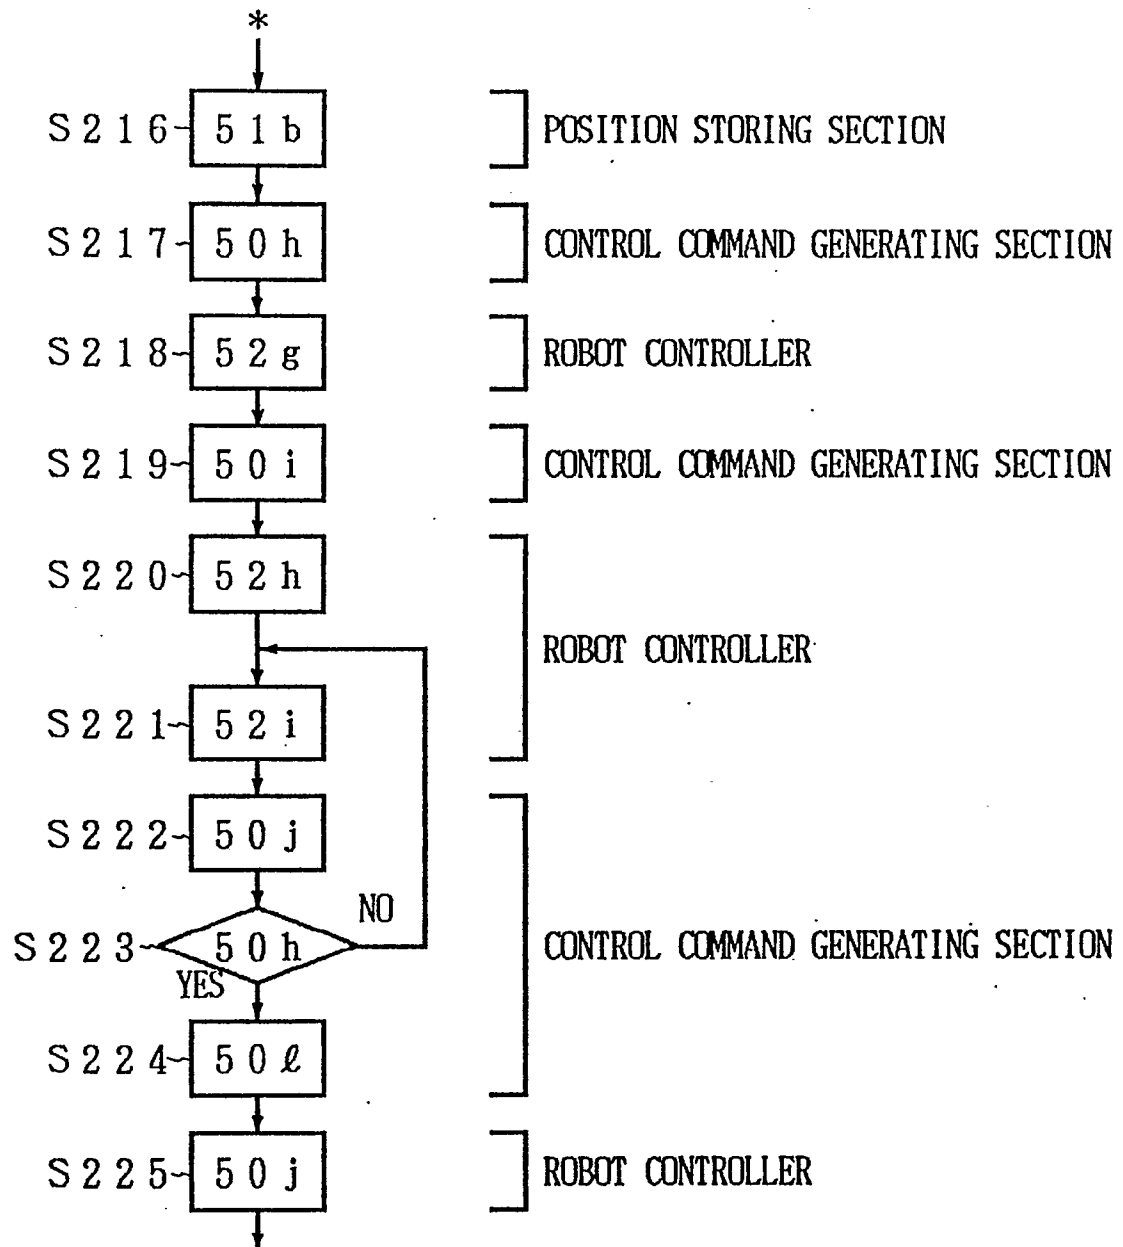 *
S216 51b POSITION STORING SECTION
S217 50h CONTROL COMMAND GENERATING SECTION
S218 52g ROBOT CONTROLLER
S219 50i CONTROL COMMAND GENERATING SECTION
S220 52h
ROBOT CONTROLLER
S221 52i
S222 50j
NO
S223 50h CONTROL COMMAND GENERATING SECTION
YES
S224 50ℓ
S225 50j ROBOT CONTROLLER